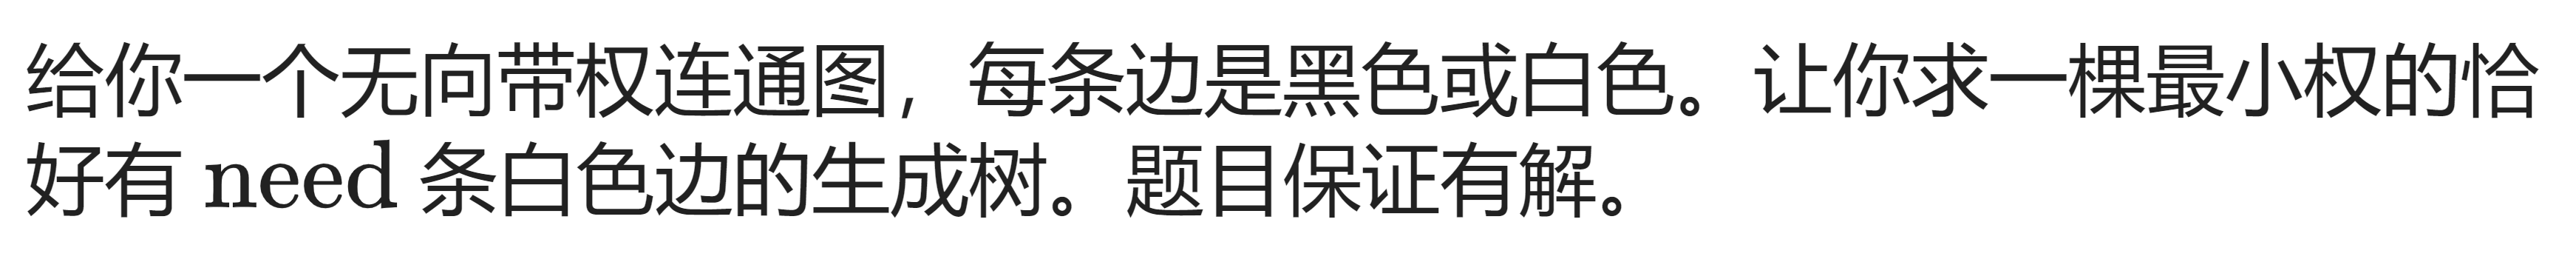 给你一个无向带权连通图，每条边是黑色或白色。让你求一棵最小权的恰
好有 need 条白色边的生成树。题目保证有解。